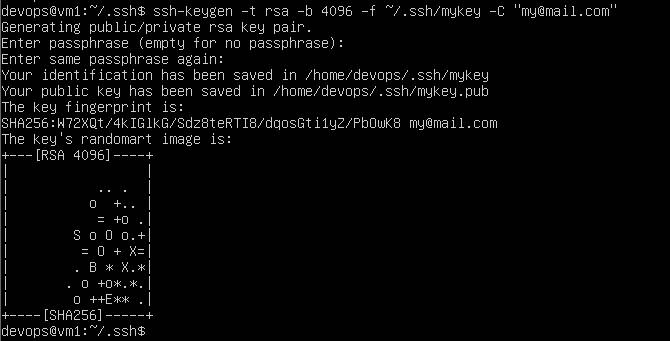 devops@vm1:~/.ssh$ ssh-keygen -t rsa -b 4096 -f ~/.ssh/mykey -C "my@mail.com"
Generating public/private rsa key pair.
Enter passphrase (empty for no passphrase):
Enter same passphrase again:
Your identification has been saved in /home/devops/.ssh/mykey
Your public key has been saved in /home/devops/.ssh/mykey.pub
The key fingerprint is:
SHA256:W72XQt/4kIGlkG/Sdz8teRTI8/dqosGti1yZ/PbOwK8 my@mail.com
The key's randomart image is:
+---[RSA 4096]----+
|                 |
|           .. .  |
|          o  +.. |
|           = +o .|
|        S o O o.+|
|         = O + X=|
|        . B * X.*|
|       . o +o*.*.|
|        o ++E** .|
+----[SHA256]-----+
devops@vm1:~/.ssh$